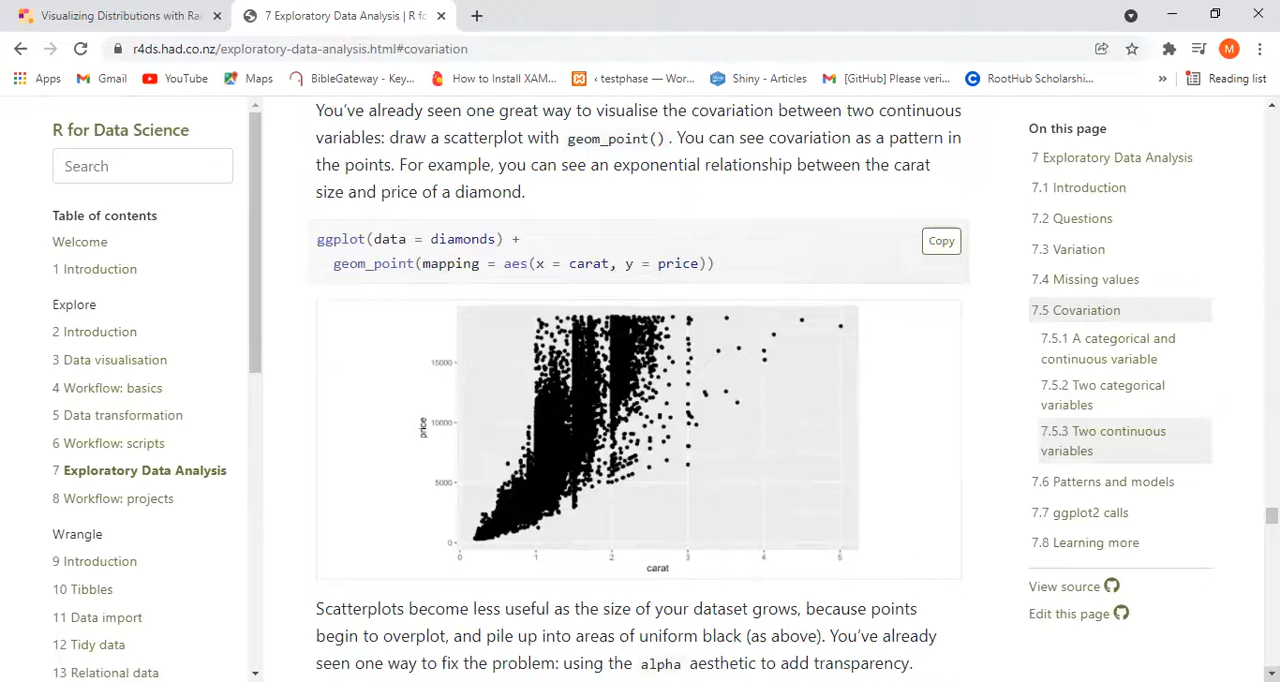 Visualizing Distributions with Ra
7 Exploratory Data Analysis | R fo
r4ds.had.co.nz/exploratory-data-analysis.html#covariation
M
Apps
Gmail
YouTube
Maps
BibleGateway - Key...
How to Install XAM...
‹ testphase — Wor...
Shiny - Articles
[GitHub] Please veri...
RootHub Scholarshi...
»
Reading list
R for Data Science
Search
Table of contents
Welcome
1 Introduction
Explore
2 Introduction
3 Data visualisation
4 Workflow: basics
5 Data transformation
6 Workflow: scripts
7 Exploratory Data Analysis
8 Workflow: projects
Wrangle
9 Introduction
10 Tibbles
11 Data import
12 Tidy data
13 Relational data
You've already seen one great way to visualise the covariation between two continuous
variables: draw a scatterplot with geom_point(). You can see covariation as a pattern in
the points. For example, you can see an exponential relationship between the carat
size and price of a diamond.
ggplot(data = diamonds) +
geom_point(mapping = aes(x = carat, y = price))
Copy
15000
10000
5000
0
price
0 1 2 3 4 5
carat
Scatterplots become less useful as the size of your dataset grows, because points
begin to overplot, and pile up into areas of uniform black (as above). You've already
seen one way to fix the problem: using the alpha aesthetic to add transparency.
On this page
7 Exploratory Data Analysis
7.1 Introduction
7.2 Questions
7.3 Variation
7.4 Missing values
7.5 Covariation
7.5.1 A categorical and
continuous variable
7.5.2 Two categorical
variables
7.5.3 Two continuous
variables
7.6 Patterns and models
7.7 ggplot2 calls
7.8 Learning more
View source
Edit this page